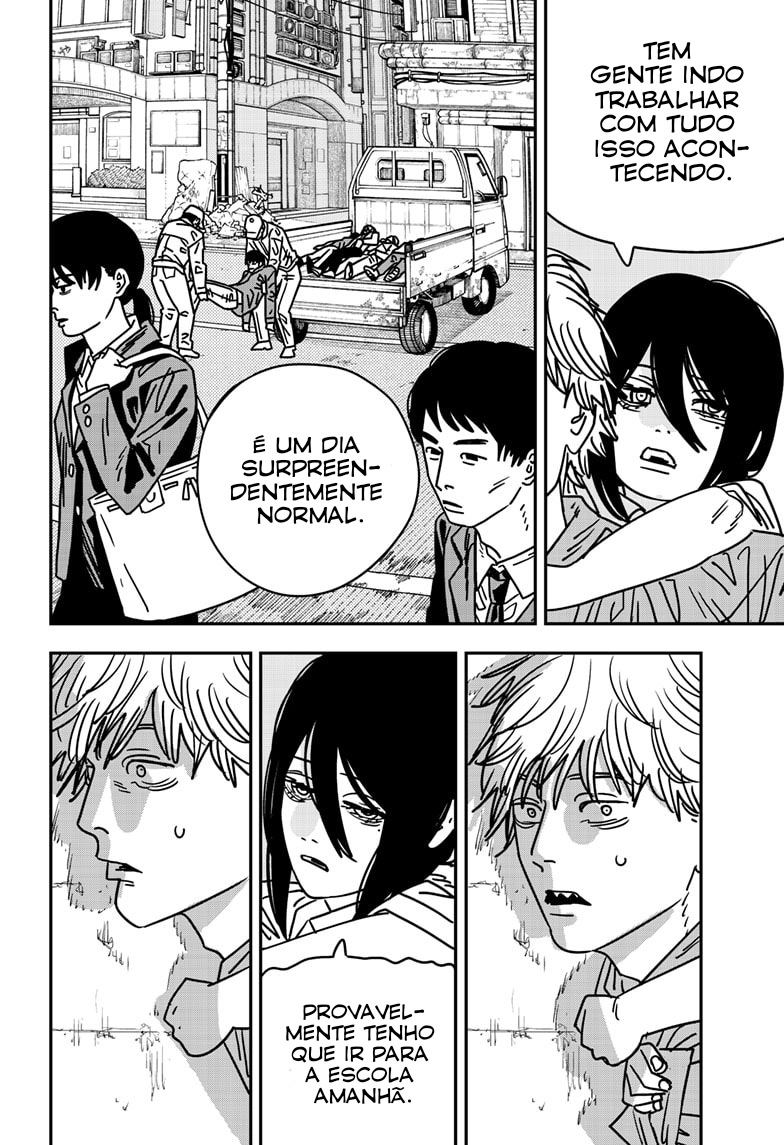 TEM
GENTE INDO
TRABALHAR
COM TUDO
ISSO ACON-
TECENDO.
É UM DIA
SURPREEN-
DENTEMENTE
NORMAL.
PROVAVEL-
MENTE TENHO
QUE IR PARA
A ESCOLA
AMANHÃ.